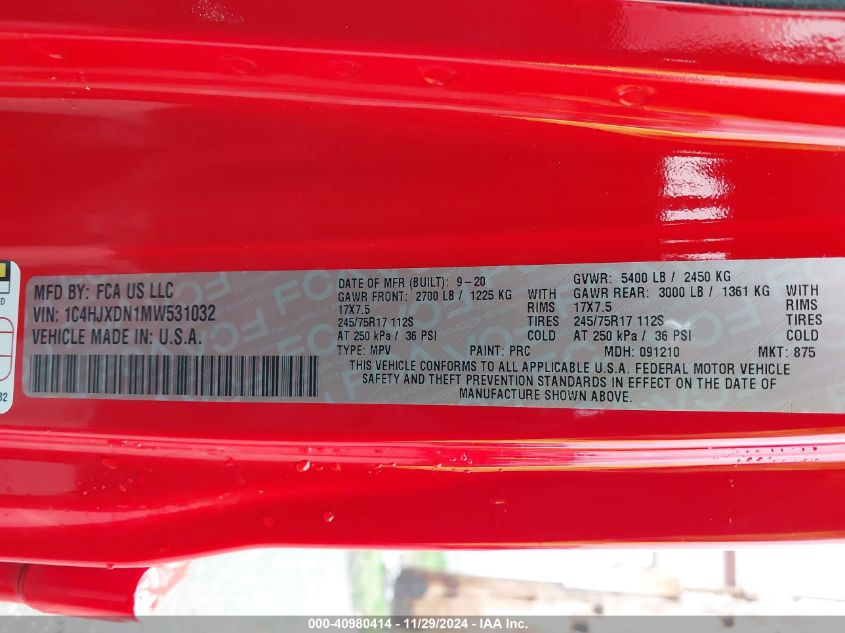 MFD BY: FCA US LLC
VIN: 1C4HJXDN1MW531032
VEHICLE MADE IN: U.S.A.
DATE OF MFR (BUILT): 9-20
GVWR: 5400 LB / 2450 KG
GAWR FRONT: 2700 LB / 1225 KG WITH
GAWR REAR: 3000 LB / 1361 KG WITH
17X7.5 RIMS
17X7.5 RIMS
245/75R17 112S TIRES
245/75R17 112S TIRES
AT 250 kPa / 36 PSI COLD
AT 250 kPa / 36 PSI COLD
TYPE: MPV PAINT: PRC MDH: 091210 MKT: 875
THIS VEHICLE CONFORMS TO ALL APPLICABLE U.S.A. FEDERAL MOTOR VEHICLE
SAFETY AND THEFT PREVENTION STANDARDS IN EFFECT ON THE DATE OF
MANUFACTURE SHOWN ABOVE.
000-40980414 - 11/29/2024 - IAA Inc.